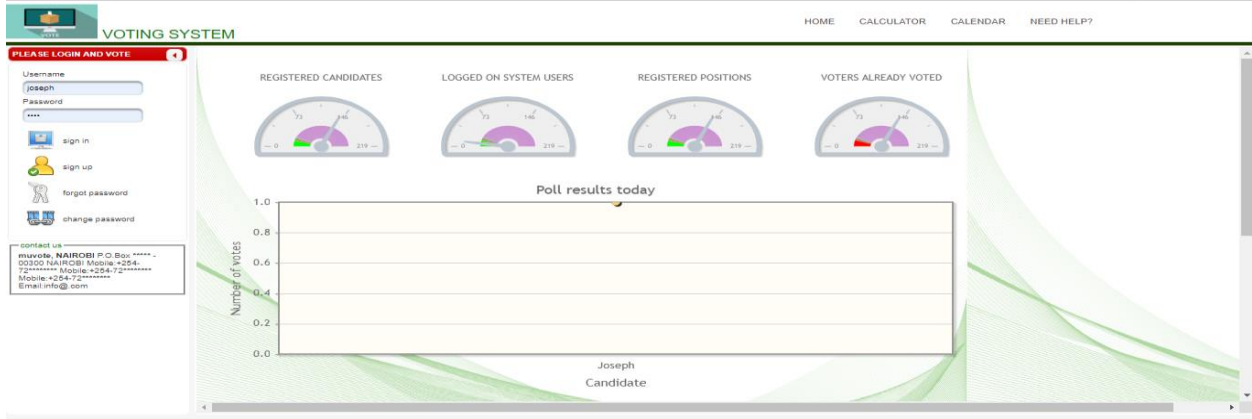 VOTE
VOTING SYSTEM
HOME CALCULATOR CALENDAR NEED HELP?
PLEASE LOGIN AND VOTE
Username
joseph
Password
····
sign in
sign up
forgot password
change password
contact us
muvote, NAIROBI P.O.Box ***** -
00300 NAIROBI Mobile:+254-
72******** Mobile:+254-72********
Mobile:+254-72********
Email:info@.com
REGISTERED CANDIDATES
0 73 146 219
LOGGED ON SYSTEM USERS
0 73 146 219
REGISTERED POSITIONS
0 73 146 219
VOTERS ALREADY VOTED
0 73 146 219
Poll results today
Number of votes
1.0
0.8
0.6
0.4
0.2
0.0
Joseph
Candidate